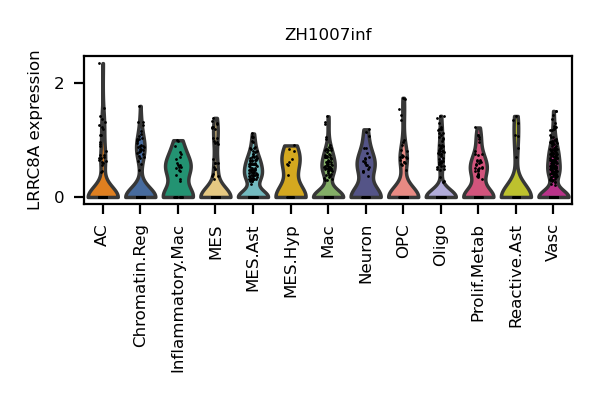 ZH1007inf
LRRC8A expression
2
0
AC
Chromatin.Reg
Inflammatory.Mac
MES
MES.Ast
MES.Hyp
Mac
Neuron
OPC
Oligo
Prolif.Metab
Reactive.Ast
Vasc